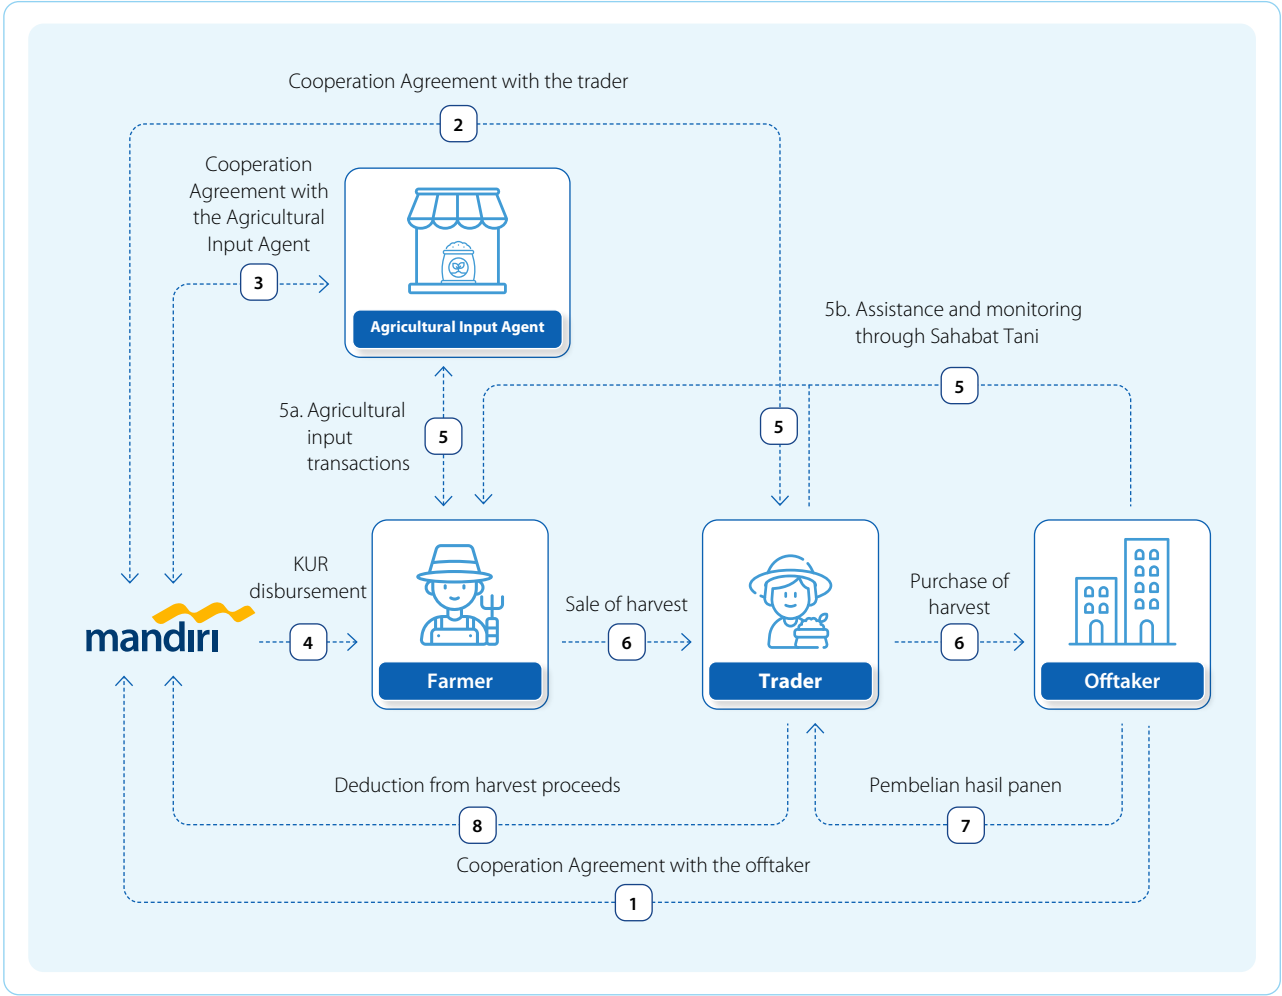 Cooperation Agreement with the trader
2
Cooperation
Agreement with
the Agricultural
Input Agent
3
Agricultural Input Agent
5b. Assistance and monitoring
through Sahabat Tani
5
5a. Agricultural
input
transactions
5
5
KUR
disbursement
4
mandiri
Farmer
Sale of harvest
6
Trader
Purchase of
harvest
6
Offtaker
Deduction from harvest proceeds
8
Pembelian hasil panen
7
Cooperation Agreement with the offtaker
1